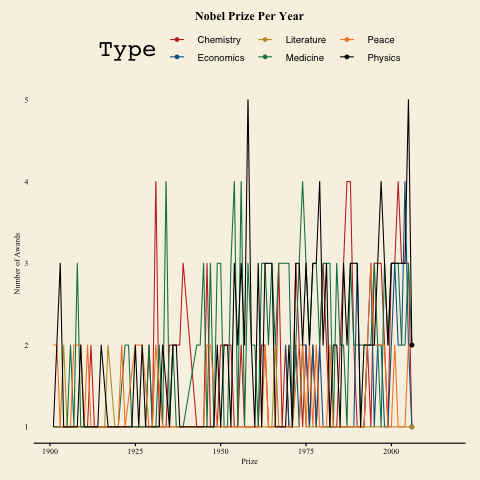 Nobel Prize Per Year
Type
Chemistry Literature Peace
Economics Medicine Physics
5
4
3
2
1
Number of Awards
1900 1925 1950 1975 2000
Prize